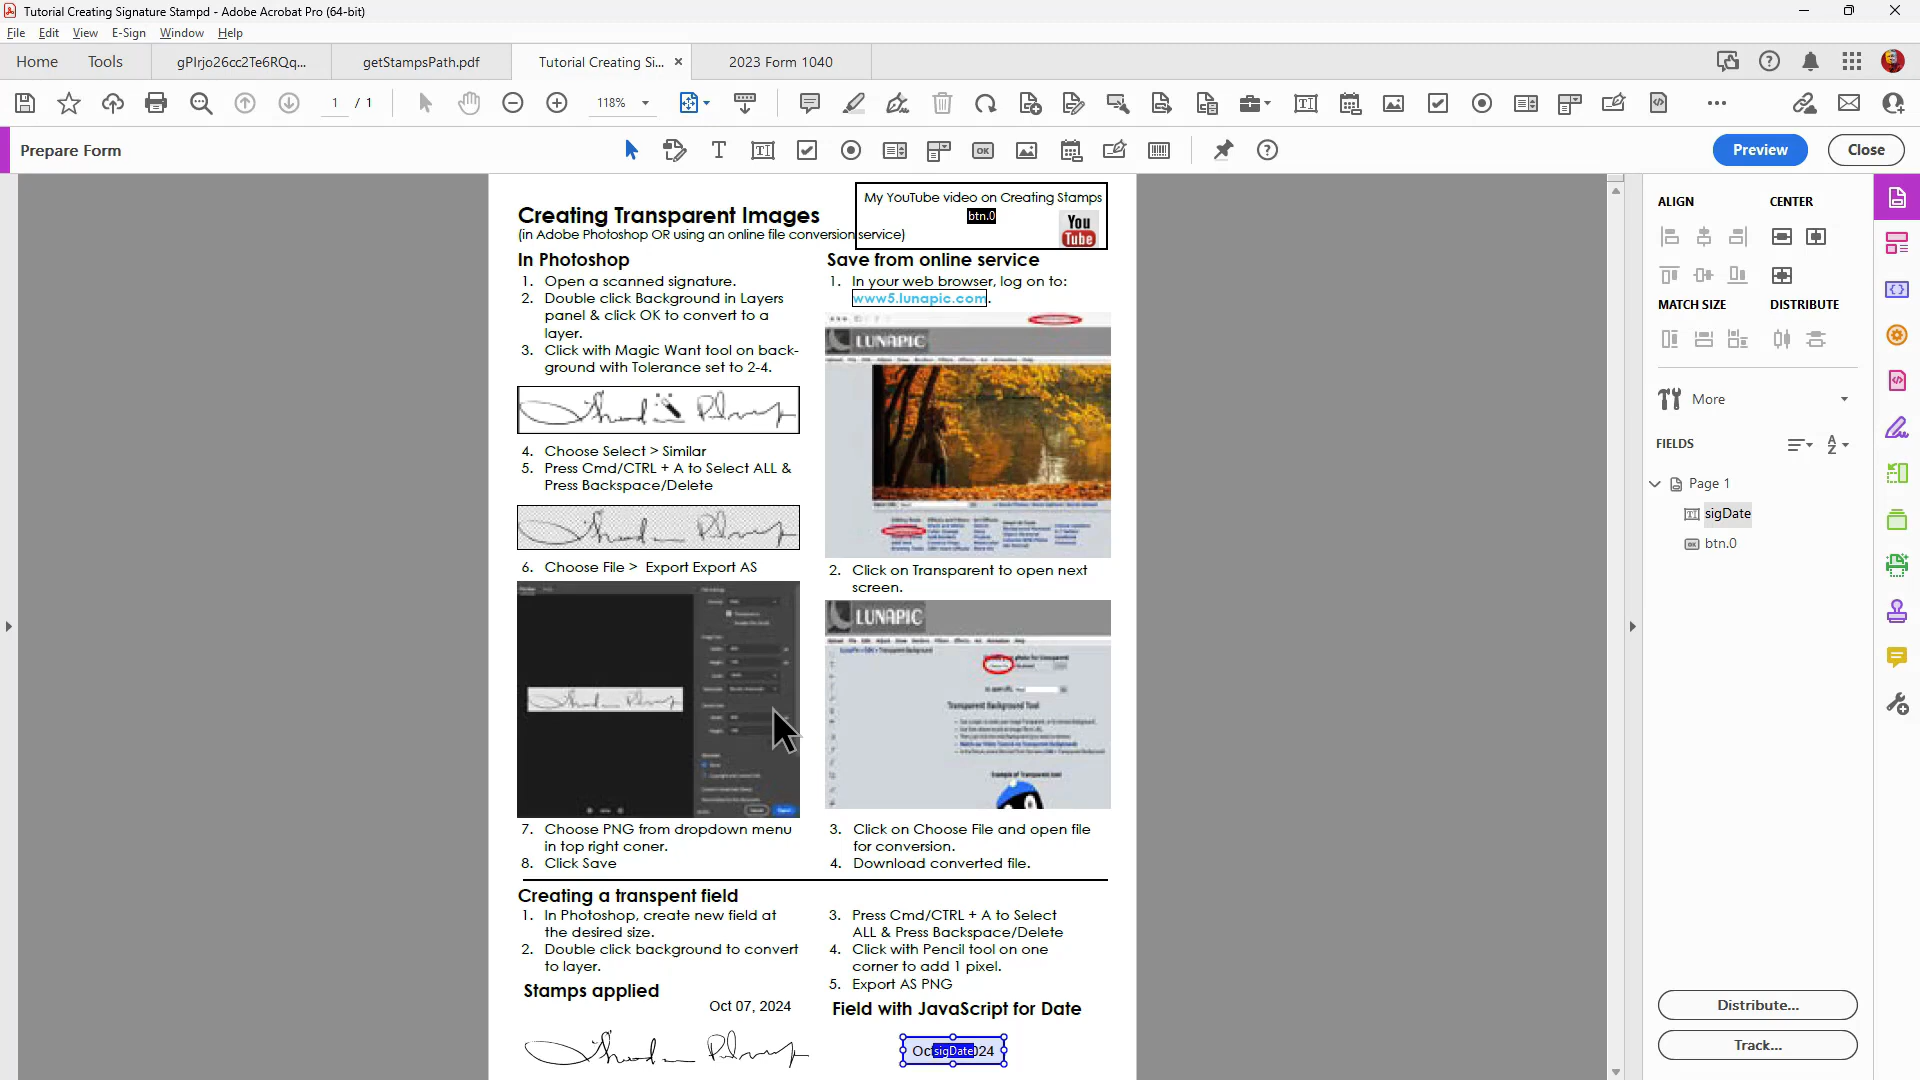 Tutorial Creating Signature Stampd - Adobe Acrobat Pro (64-bit)
File Edit View E-Sign Window Help
Home Tools gPIrjo26cc2Te6RQq... getStampsPath.pdf Tutorial Creating Si... 2023 Form 1040
1 / 1 118%
Prepare Form
Preview Close
My YouTube video on Creating Stamps
btn.0
You
Tube
Creating Transparent Images
(in Adobe Photoshop OR using an online file conversion service)
In Photoshop
1. Open a scanned signature.
2. Double click Background in Layers
panel & click OK to convert to a
layer.
3. Click with Magic Want tool on back-
ground with Tolerance set to 2-4.
4. Choose Select > Similar
5. Press Cmd/CTRL + A to Select ALL &
Press Backspace/Delete
6. Choose File > Export Export AS
7. Choose PNG from dropdown menu
in top right coner.
8. Click Save
Save from online service
1. In your web browser, log on to:
www5.lunapic.com.
LUNAPIC
2. Click on Transparent to open next
screen.
LUNAPIC
Transparent Background Tool
Example of Transparent tool
3. Click on Choose File and open file
for conversion.
4. Download converted file.
Creating a transpent field
1. In Photoshop, create new field at
the desired size.
2. Double click background to convert
to layer.
3. Press Cmd/CTRL + A to Select
ALL & Press Backspace/Delete
4. Click with Pencil tool on one
corner to add 1 pixel.
5. Export AS PNG
Stamps applied
Oct 07, 2024
Field with JavaScript for Date
sigDate
ALIGN CENTER
MATCH SIZE DISTRIBUTE
More
FIELDS
Page 1
sigDate
btn.0
Distribute...
Track...